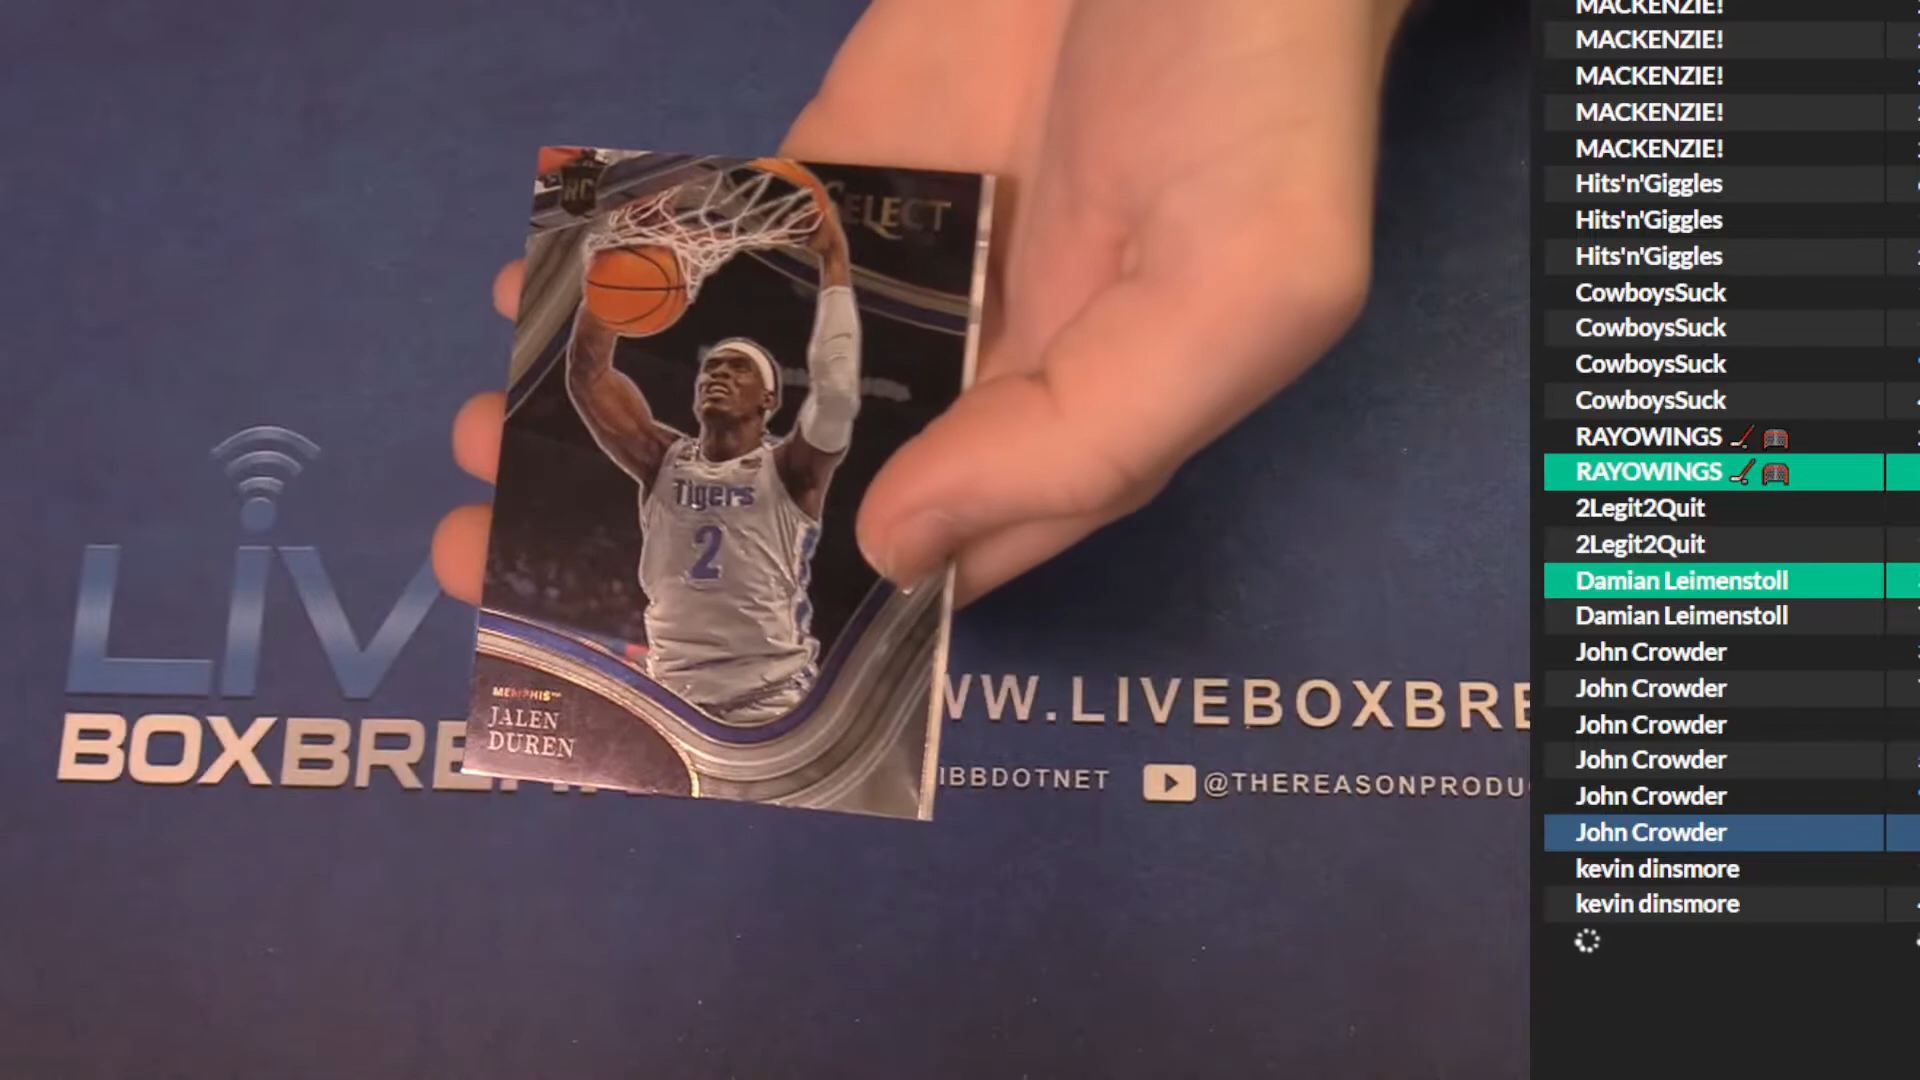 RC
SELECT
Tigers
2
MEMPHIS
JALEN
DUREN
LIV
BOXBRE
WW.LIVEBOXBRE
IBBDOTNET
@THEREASONPRODU
MACKENZIE!
MACKENZIE!
MACKENZIE!
MACKENZIE!
MACKENZIE!
Hits'n'Giggles
Hits'n'Giggles
Hits'n'Giggles
CowboysSuck
CowboysSuck
CowboysSuck
CowboysSuck
RAYOWINGS 🏒 🥅
RAYOWINGS 🏒 🥅
2Legit2Quit
2Legit2Quit
Damian Leimenstoll
Damian Leimenstoll
John Crowder
John Crowder
John Crowder
John Crowder
John Crowder
John Crowder
kevin dinsmore
kevin dinsmore